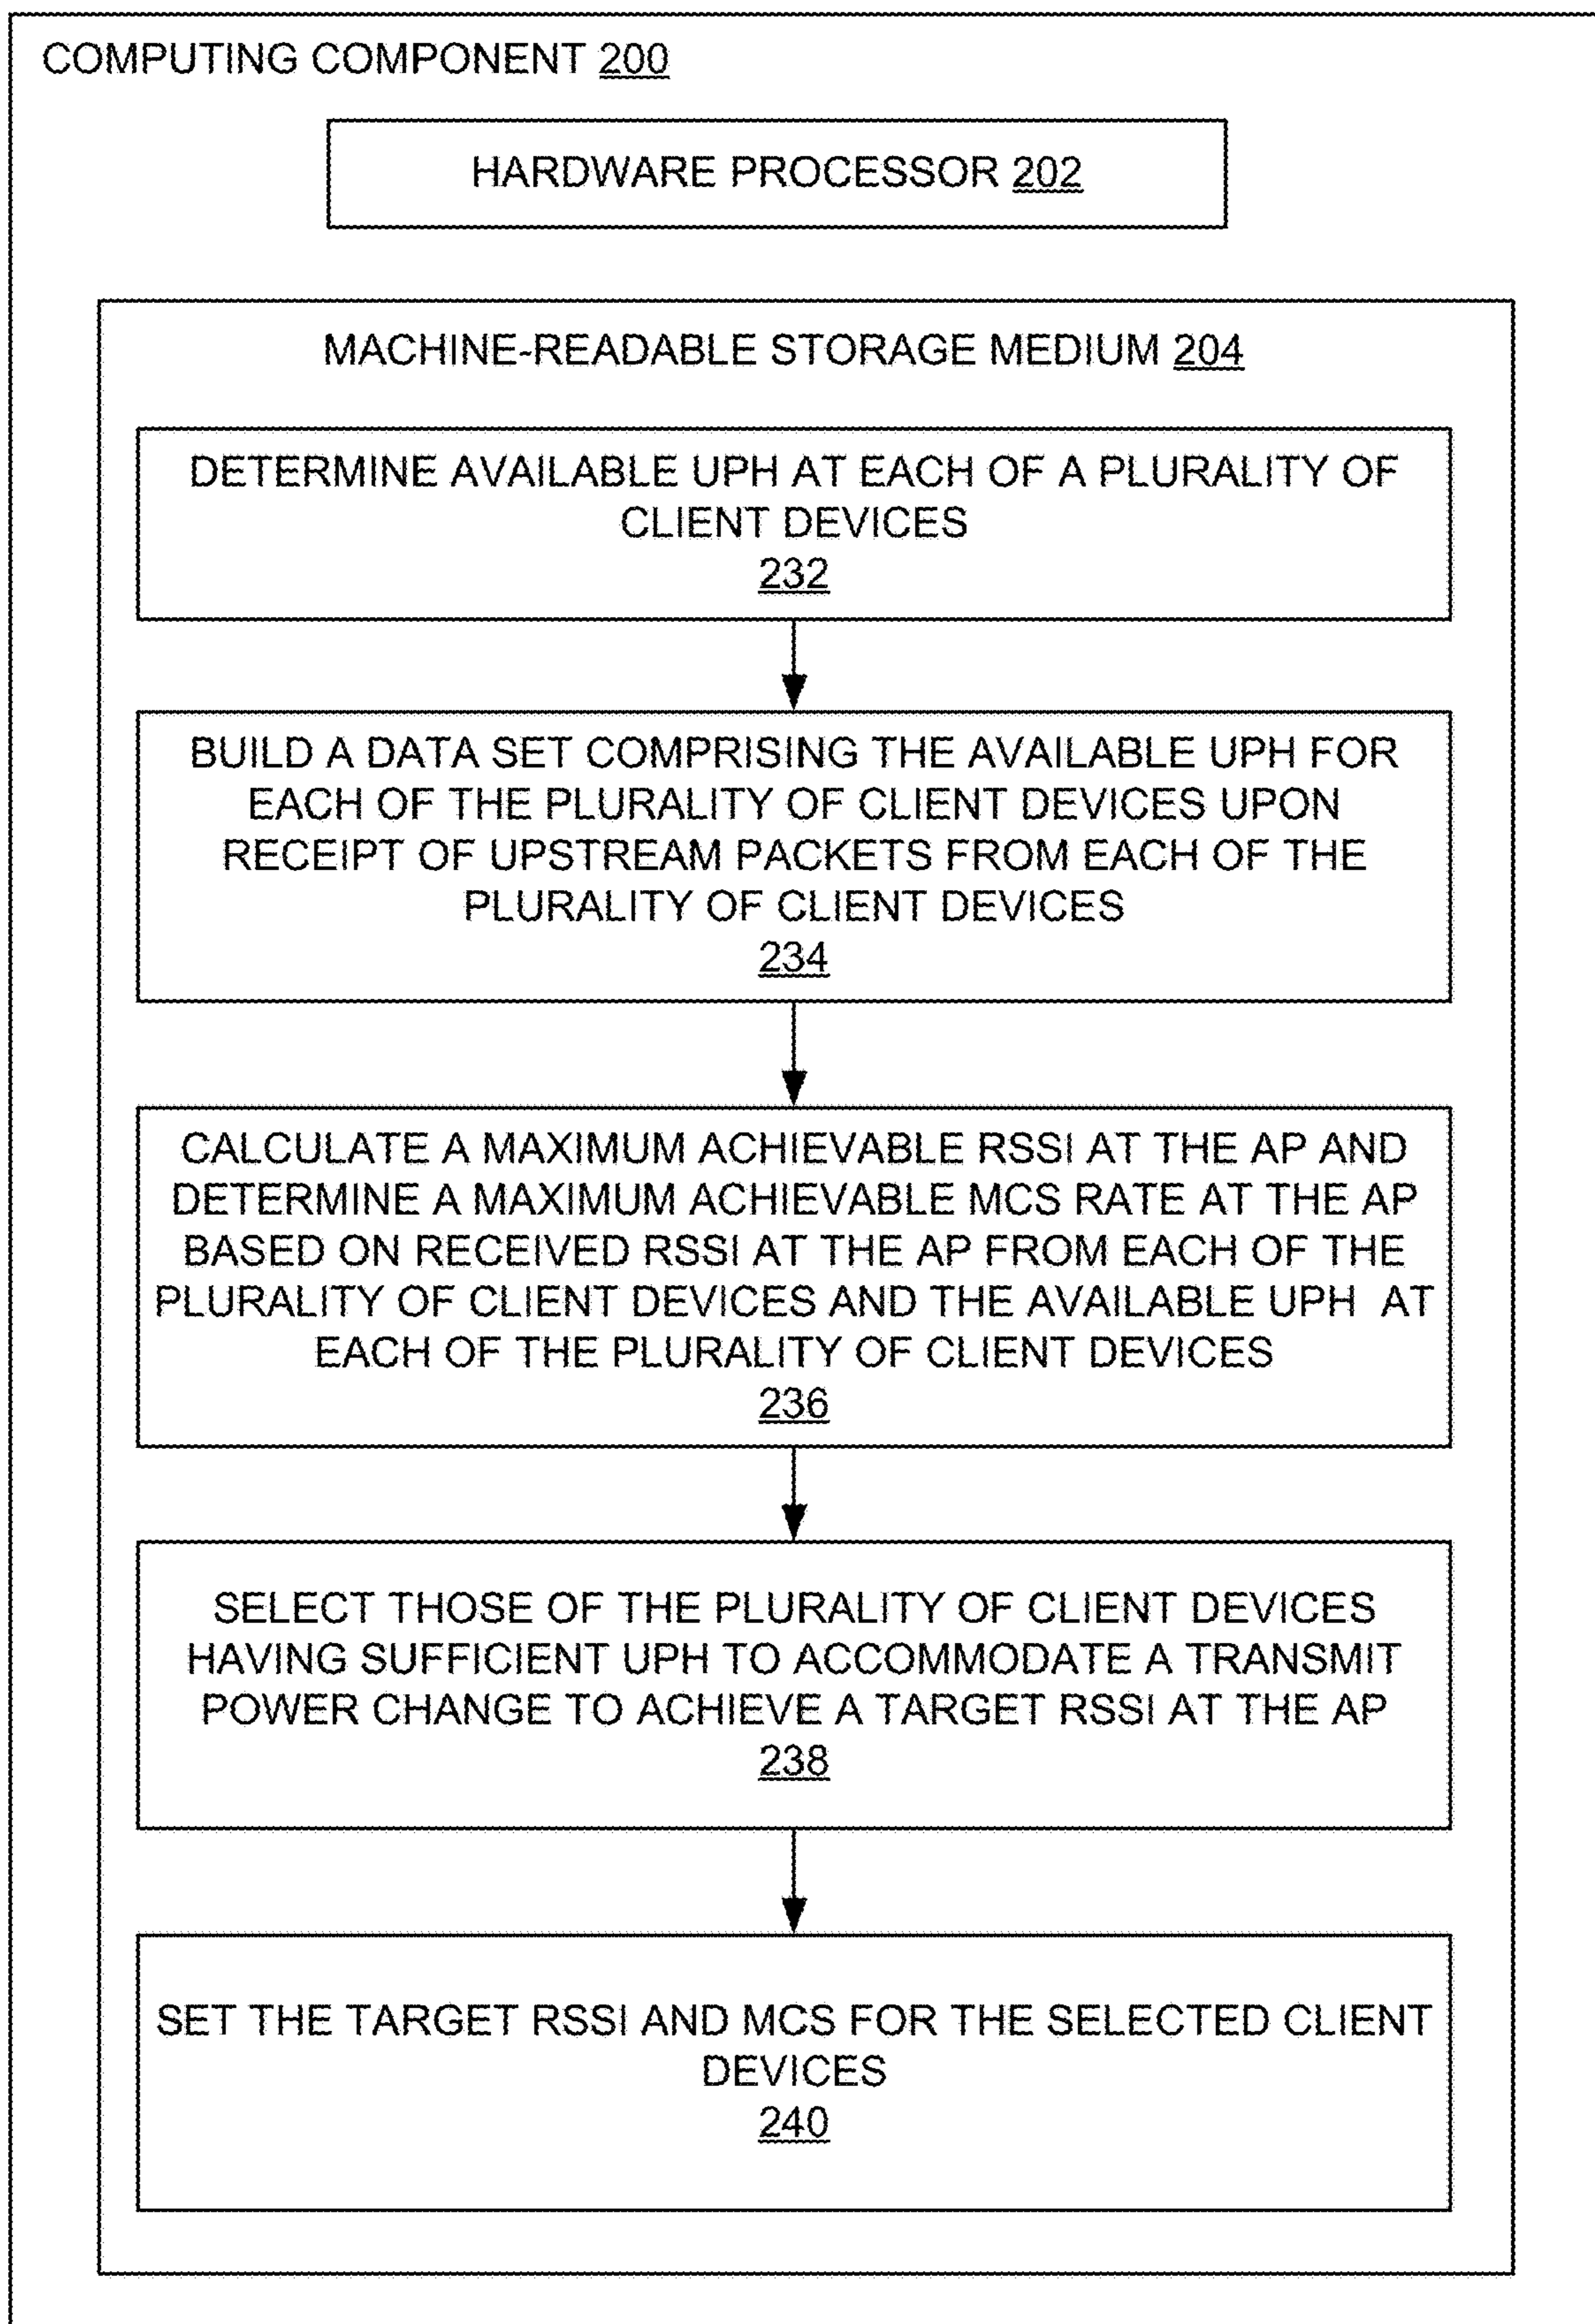 COMPUTING COMPONENT 200
HARDWARE PROCESSOR 202
MACHINE-READABLE STORAGE MEDIUM 204
DETERMINE AVAILABLE UPH AT EACH OF A PLURALITY OF
CLIENT DEVICES
232
BUILD A DATA SET COMPRISING THE AVAILABLE UPH FOR
EACH OF THE PLURALITY OF CLIENT DEVICES UPON
RECEIPT OF UPSTREAM PACKETS FROM EACH OF THE
PLURALITY OF CLIENT DEVICES
234
CALCULATE A MAXIMUM ACHIEVABLE RSSI AT THE AP AND
DETERMINE A MAXIMUM ACHIEVABLE MCS RATE AT THE AP
BASED ON RECEIVED RSSI AT THE AP FROM EACH OF THE
PLURALITY OF CLIENT DEVICES AND THE AVAILABLE UPH AT
EACH OF THE PLURALITY OF CLIENT DEVICES
236
SELECT THOSE OF THE PLURALITY OF CLIENT DEVICES
HAVING SUFFICIENT UPH TO ACCOMMODATE A TRANSMIT
POWER CHANGE TO ACHIEVE A TARGET RSSI AT THE AP
238
SET THE TARGET RSSI AND MCS FOR THE SELECTED CLIENT
DEVICES
240